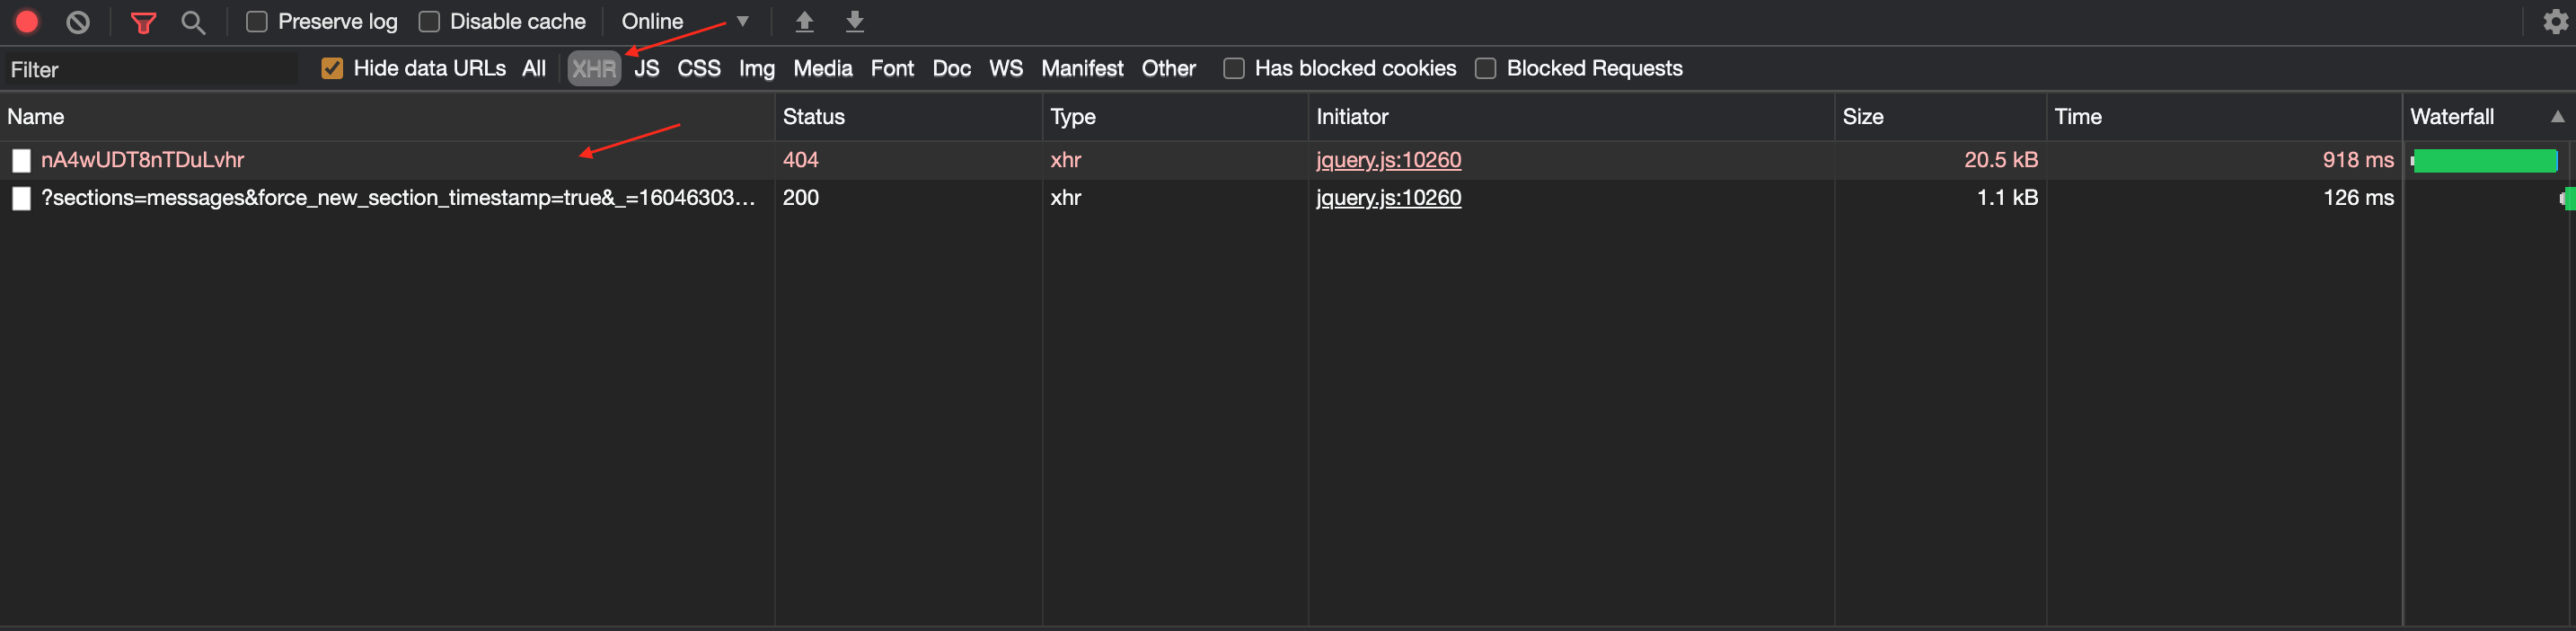 Preserve log Disable cache Online
Filter Hide data URLs All XHR JS CSS Img Media Font Doc WS Manifest Other Has blocked cookies Blocked Requests
Name Status Type Initiator Size Time Waterfall
nA4wUDT8nTDuLvhr 404 xhr jquery.js:10260 20.5 kB 918 ms
?sections=messages&force_new_section_timestamp=true&_=16046303... 200 xhr jquery.js:10260 1.1 kB 126 ms